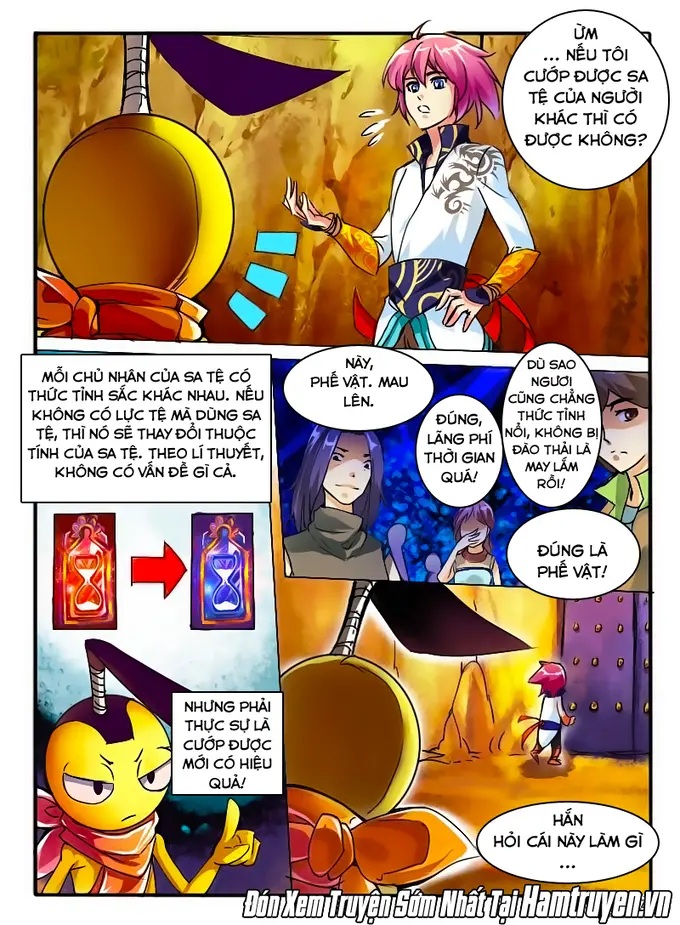 ỪM
... NẾU TÔI
CƯỚP ĐƯỢC SA
TỆ CỦA NGƯỜI
KHÁC THÌ CÓ
ĐƯỢC KHÔNG?
MỖI CHỦ NHÂN CỦA SA TỆ CÓ
THỨC TỈNH SẮC KHÁC NHAU. NẾU
KHÔNG CÓ LỰC TỆ MÀ DÙNG SA
TỆ, THÌ NÓ SẼ THAY ĐỔI THUỘC
TÍNH CỦA SA TỆ. THEO LÍ THUYẾT,
KHÔNG CÓ VẤN ĐỀ GÌ CẢ.
NÀY,
PHẾ VẬT. MAU
LÊN.
ĐÚNG,
LÃNG PHÍ
THỜI GIAN
QUÁ!
DÙ SAO
NGƯƠI
CŨNG CHẲNG
THỨC TỈNH
NỔI, KHÔNG BỊ
ĐÀO THẢI LÀ
MAY LẮM
RỒI!
ĐÚNG LÀ
PHẾ VẬT!
NHƯNG PHẢI
THỰC SỰ LÀ
CƯỚP ĐƯỢC
MỚI CÓ HIỆU
QUẢ!
HẮN
HỎI CÁI NÀY LÀM GÌ
...
Đón Xem Truyện Sớm Nhất Tại Hamtruyen.vn